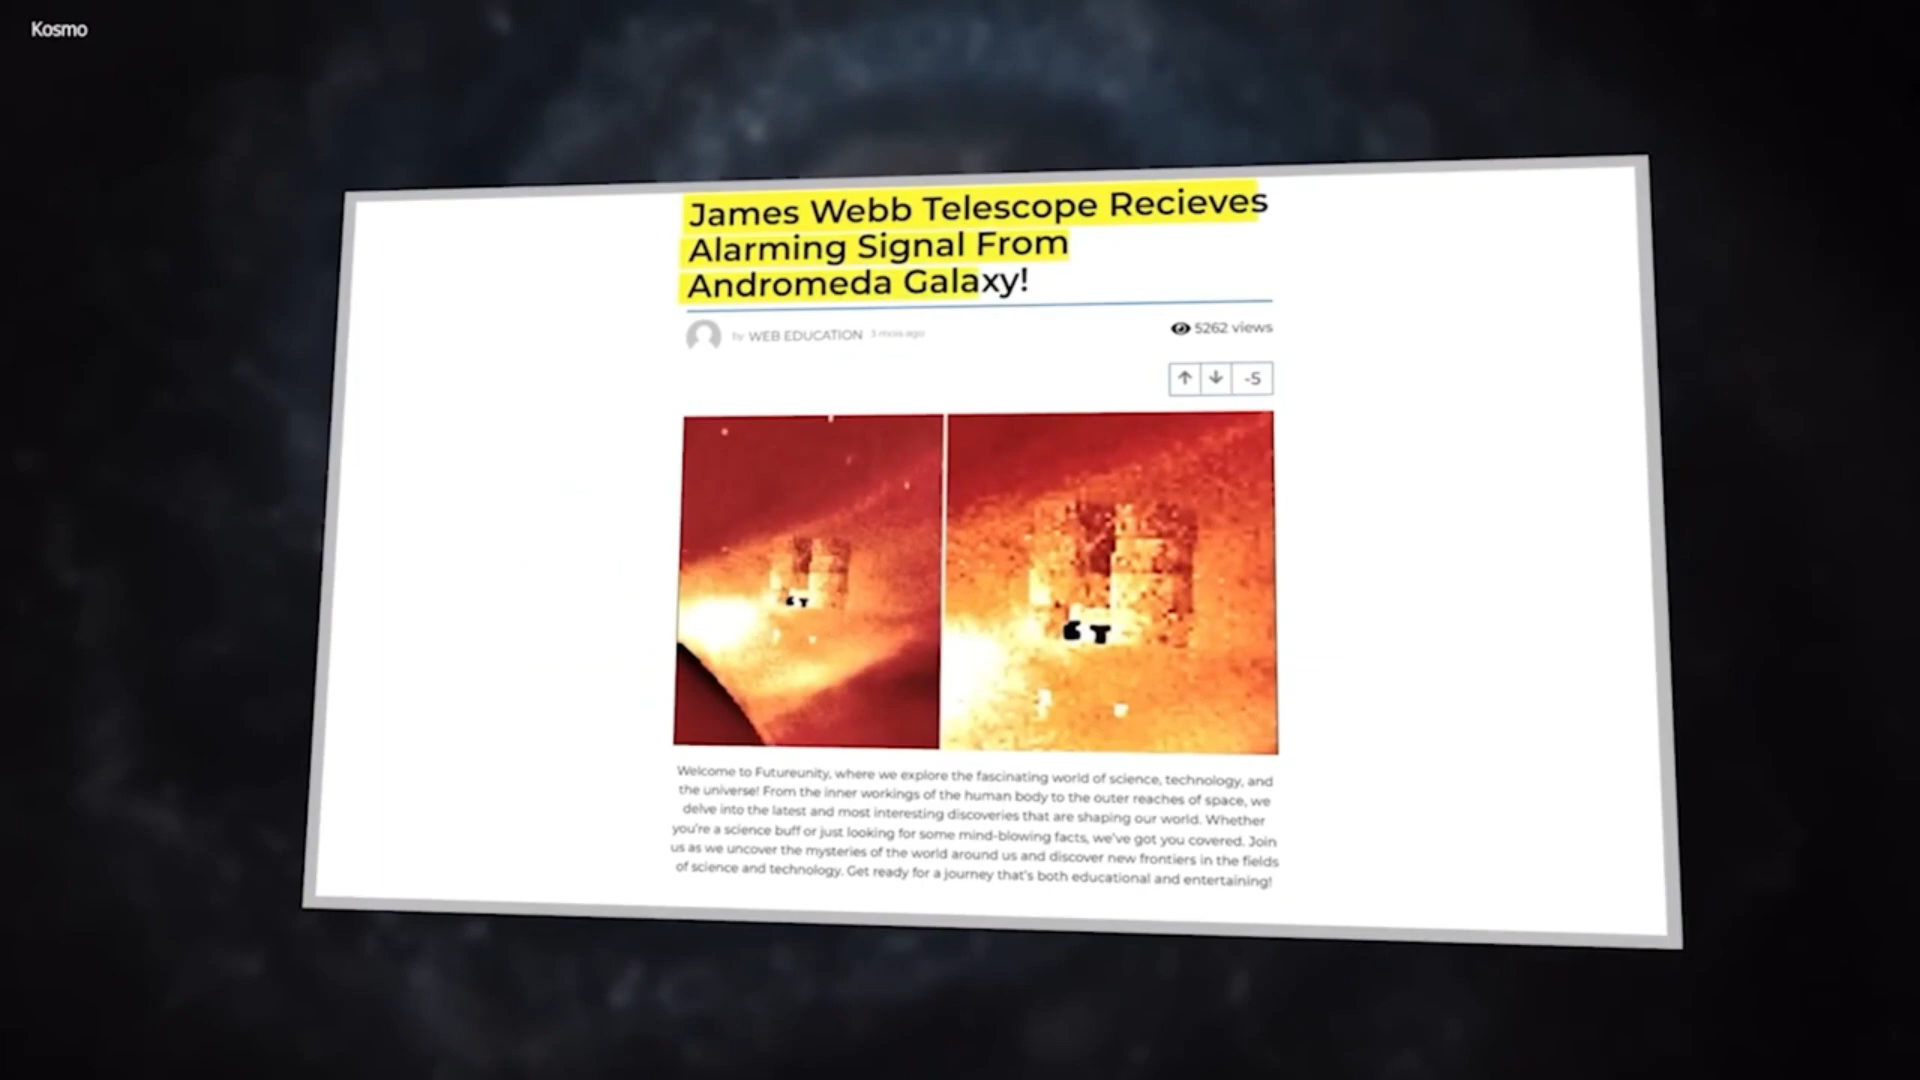 Kosmo
James Webb Telescope Recieves
Alarming Signal From
Andromeda Galaxy!
by WEB EDUCATION 3 mois ago
5262 views
-5
Welcome to Futureunity, where we explore the fascinating world of science, technology, and
the universe! From the inner workings of the human body to the outer reaches of space, we
delve into the latest and most interesting discoveries that are shaping our world. Whether
you're a science buff or just looking for some mind-blowing facts, we've got you covered. Join
us as we uncover the mysteries of the world around us and discover new frontiers in the fields
of science and technology. Get ready for a journey that's both educational and entertaining!